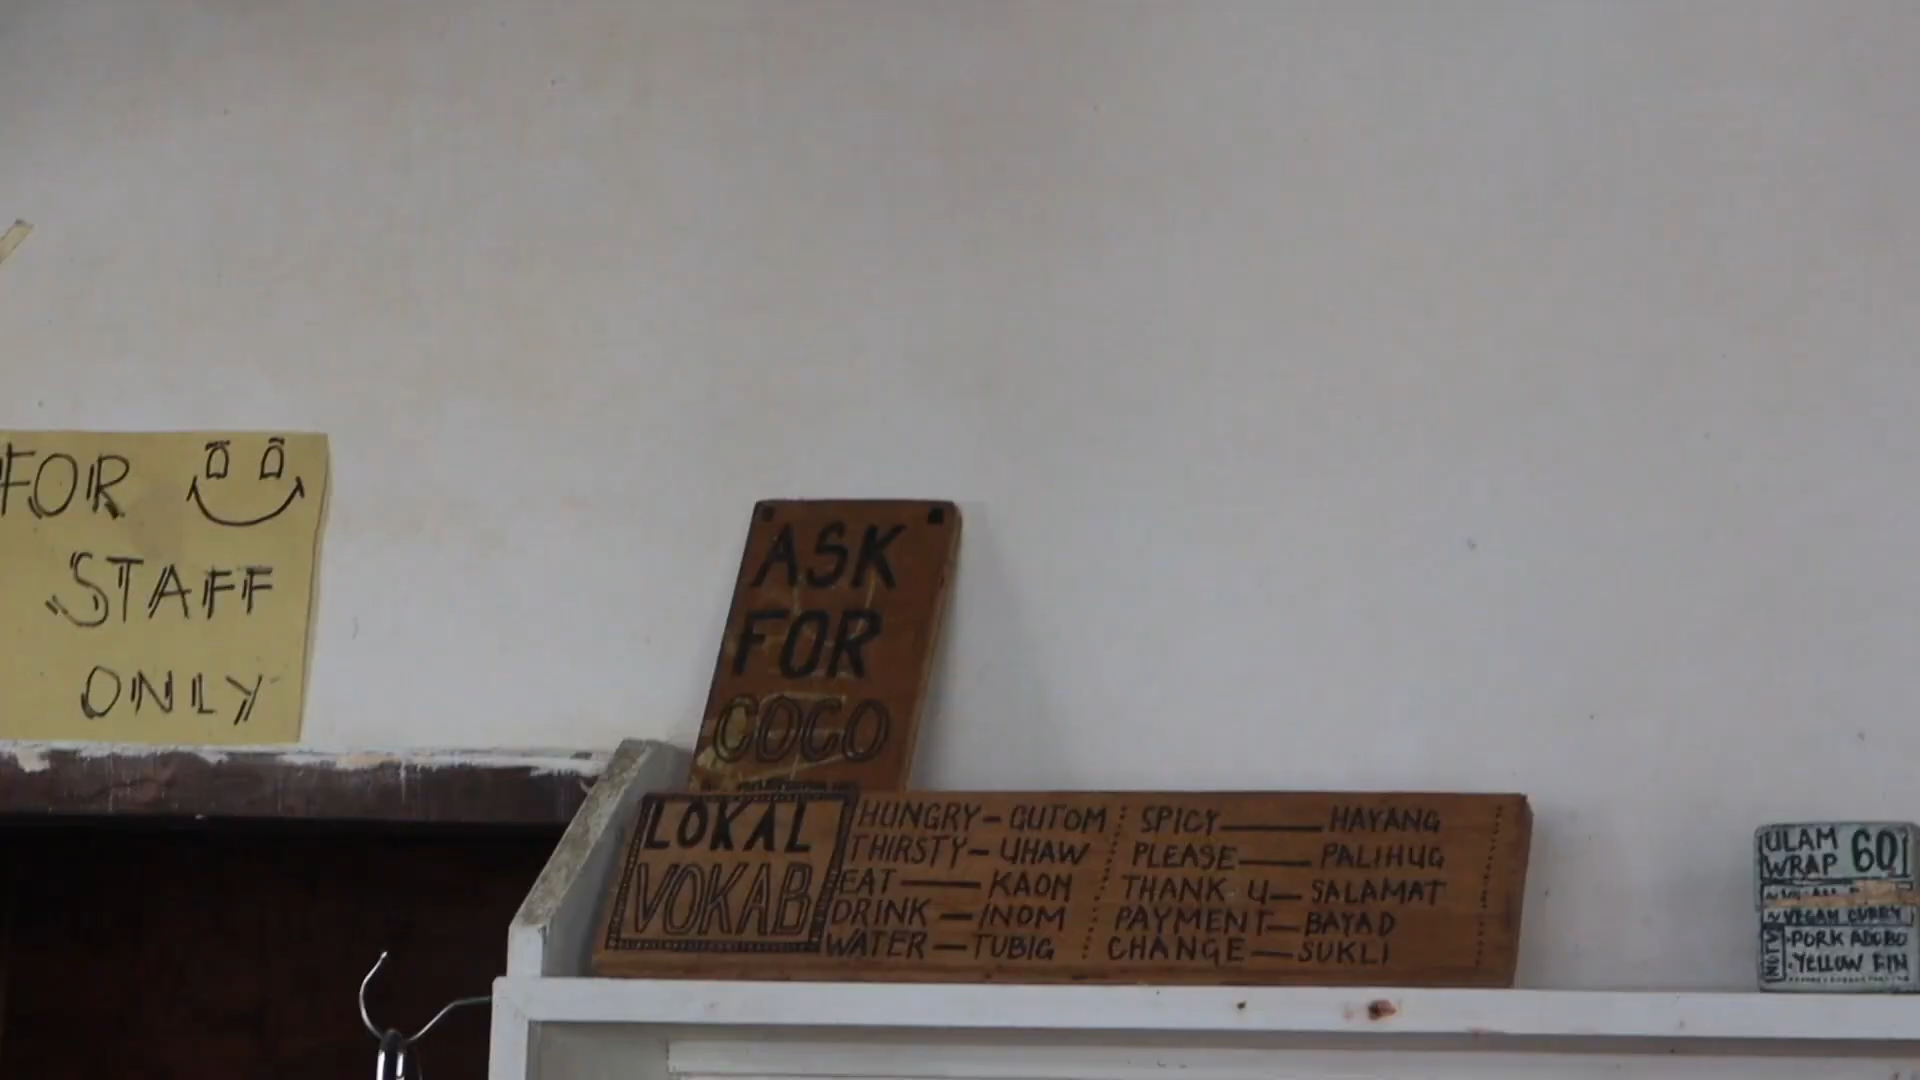 FOR
STAFF
ONLY
ASK
FOR
COCO
LOKAL
VOKAB
HUNGRY – GUTOM
THIRSTY – UHAW
EAT — KAON
DRINK — INOM
WATER — TUBIG
SPICY — HAYANG
PLEASE — PALIHUG
THANK U — SALAMAT
PAYMENT — BAYAD
CHANGE — SUKLI
ULAM
WRAP 60
VEGAN CURRY
PORK ADOBO
YELLOW FIN